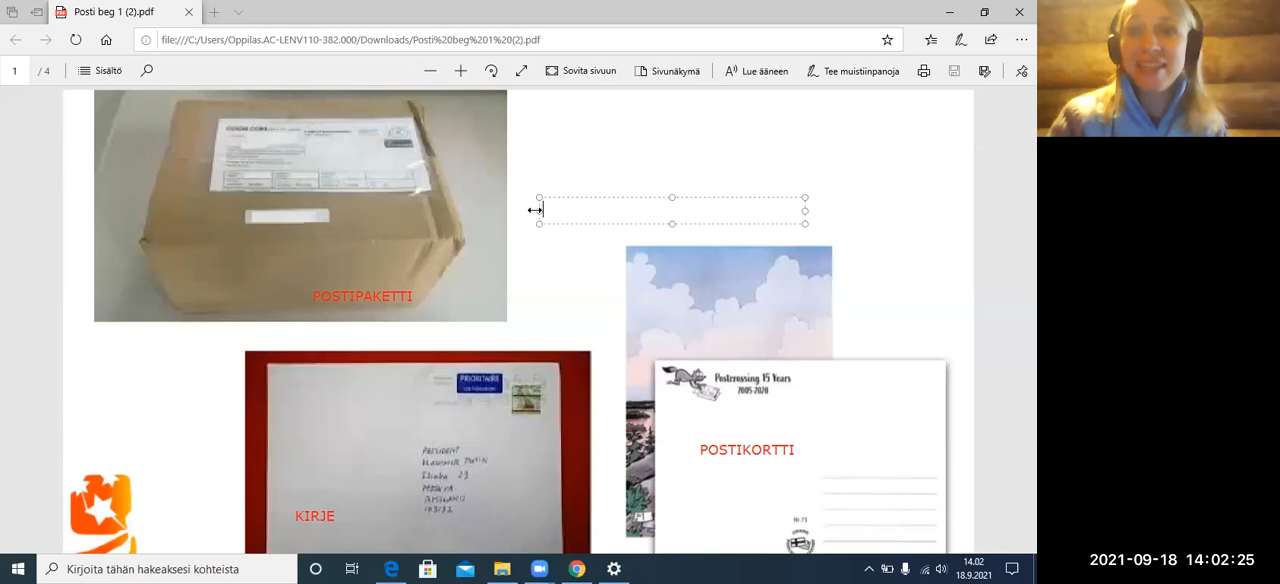 Posti beg 1 (2).pdf
file:///C:/Users/Oppilas.AC-LENV110-382.000/Downloads/Posti%20beg%201%20(2).pdf
1 / 4 Sisältö Sovita sivuun Sivunäkymä Lue ääneen Tee muistiinpanoja
POSTIPAKETTI
PRIORITAIRE
Postcrossing 15 Years
2005-2020
POSTIKORTTI
PRESIDENT
MOSKVA
KIRJE
Kirjoita tähän hakeaksesi kohteista
14.02
18.9.2021
2021-09-18 14:02:25